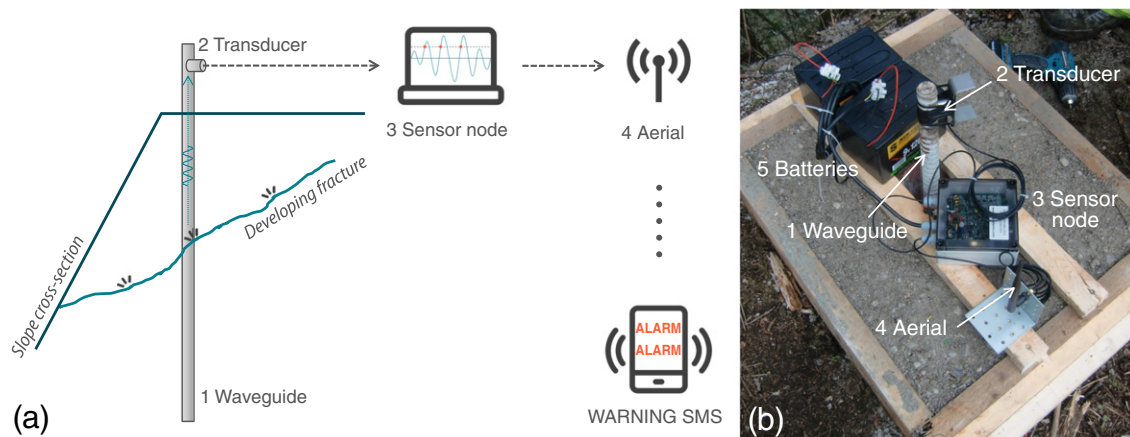 2 Transducer
3 Sensor node
4 Aerial
Slope cross-section
Developing fracture
1 Waveguide
ALARM
ALARM
WARNING SMS
(a)
2 Transducer
5 Batteries
3 Sensor
node
1 Waveguide
4 Aerial
(b)